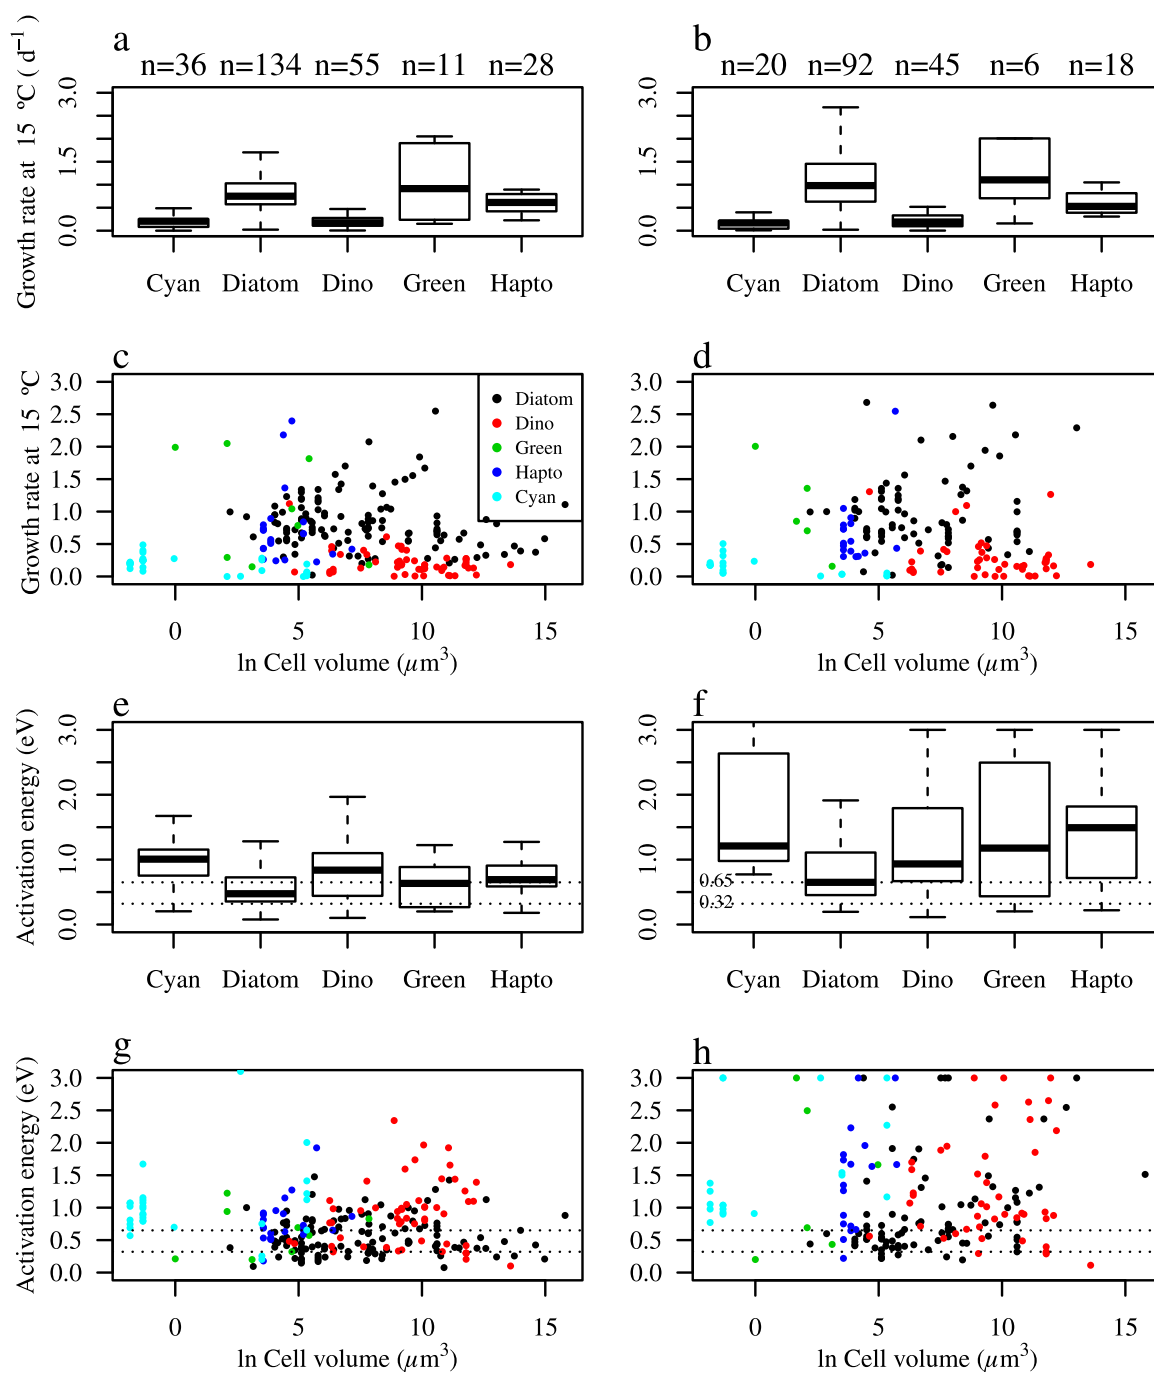 a
b
n=36 n=134 n=55 n=11 n=28
n=20 n=92 n=45 n=6 n=18
Growth rate at 15 ºC ( d⁻¹ )
0.0 1.5 3.0
0.0 1.5 3.0
Cyan Diatom Dino Green Hapto
Cyan Diatom Dino Green Hapto
c
d
Growth rate at 15 ºC
3.0
2.5
2.0
1.5
1.0
0.5
0.0
Diatom
Dino
Green
Hapto
Cyan
3.0
2.5
2.0
1.5
1.0
0.5
0.0
0 5 10 15
0 5 10 15
ln Cell volume (μm³)
ln Cell volume (μm³)
e
f
Activation energy (eV)
0.0 1.0 2.0 3.0
0.0 1.0 2.0 3.0
0.65
0.32
Cyan Diatom Dino Green Hapto
Cyan Diatom Dino Green Hapto
g
h
Activation energy (eV)
3.0
2.5
2.0
1.5
1.0
0.5
0.0
3.0
2.5
2.0
1.5
1.0
0.5
0.0
0 5 10 15
0 5 10 15
ln Cell volume (μm³)
ln Cell volume (μm³)